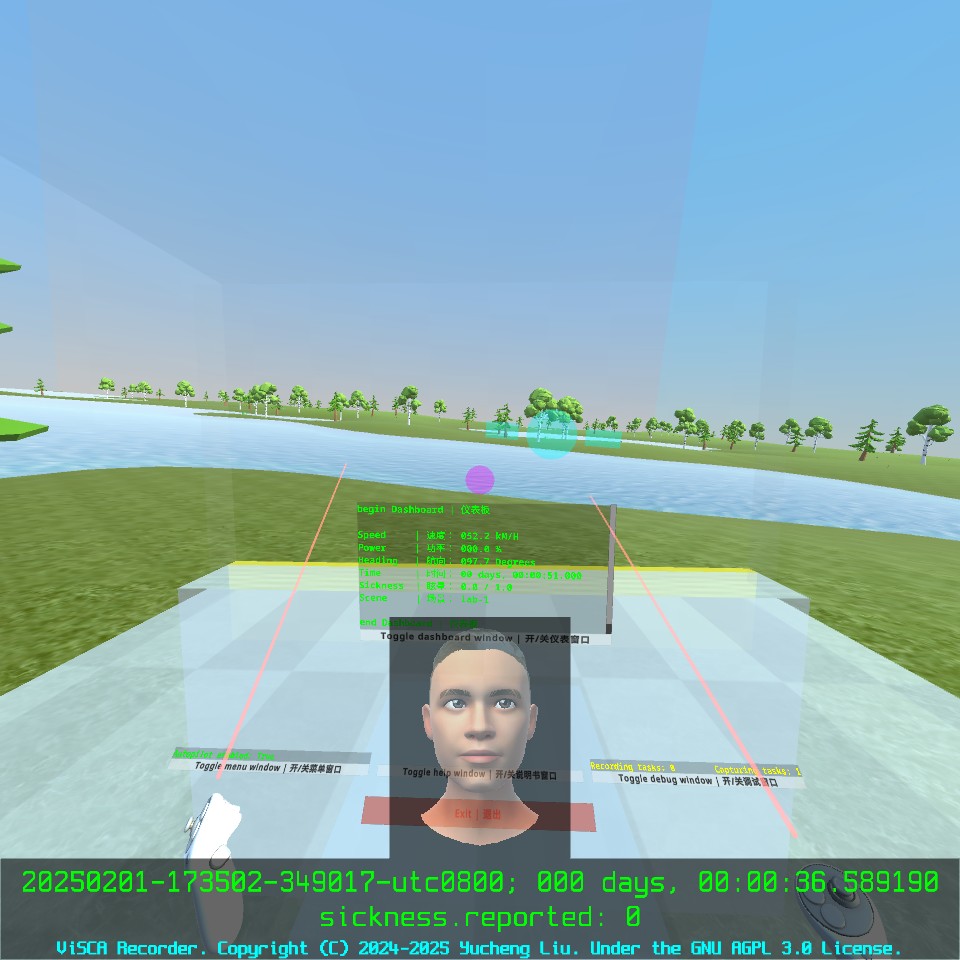 begin Dashboard | 仪表板
Speed | 速度: 052.2 kM/H
Power | 功率: 000.0 %
Heading | 朝向: 097.7 Degrees
Time | 时间: 00 days, 00:00:51.000
Sickness | 眩晕: 0.0 / 1.0
Scene | 场景:
end Dashboard
Toggle dashboard window | 开/关仪表窗口
Toggle menu window | 开/关菜单窗口
Toggle help window | 开/关说明书窗口
Recording tasks: 0 Capturing tasks: 1
Toggle debug window | 开/关调试窗口
Exit | 退出
20250201-173502-349017-utc0800; 000 days, 00:00:36.589190
sickness.reported: 0
ViSCA Recorder. Copyright (C) 2024-2025 Yucheng Liu. Under the GNU AGPL 3.0 License.